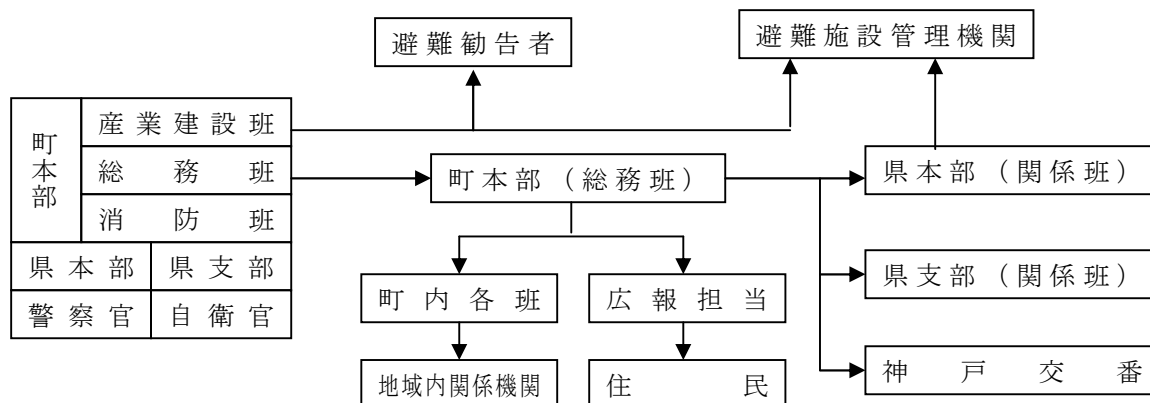 避難勧告者
避難施設管理機関
町本部
産業建設班
総務班
消防班
県本部 県支部
警察官 自衛官
町本部（総務班）
県本部（関係班）
県支部（関係班）
神戸交番
町内各班
広報担当
地域内関係機関
住民